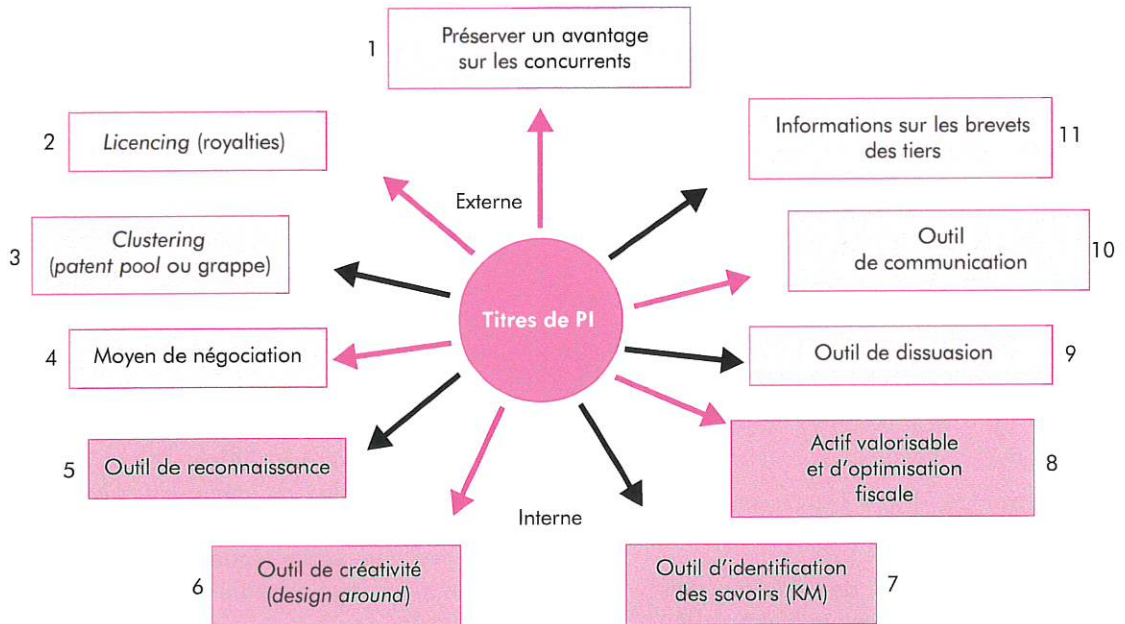 1
Préserver un avantage
sur les concurrents
2
Licencing (royalties)
3
Clustering
(patent pool ou grappe)
4
Moyen de négociation
5
Outil de reconnaissance
6
Outil de créativité
(design around)
7
Outil d'identification
des savoirs (KM)
8
Actif valorisable
et d'optimisation
fiscale
9
Outil de dissuasion
10
Outil
de communication
11
Informations sur les brevets
des tiers
Externe
Titres de PI
Interne